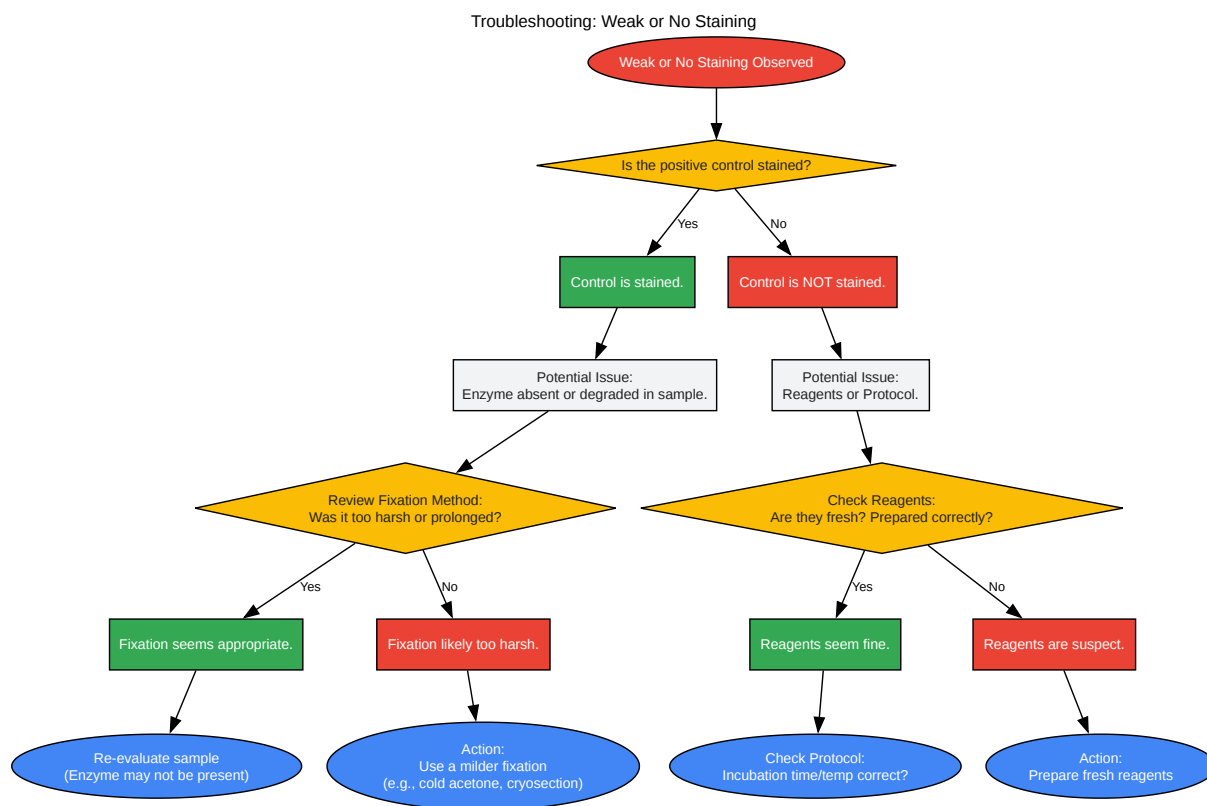 Troubleshooting: Weak or No Staining
Weak or No Staining Observed
Is the positive control stained?
Yes
No
Control is stained.
Control is NOT stained.
Potential Issue:
Enzyme absent or degraded in sample.
Potential Issue:
Reagents or Protocol.
Review Fixation Method:
Was it too harsh or prolonged?
Check Reagents:
Are they fresh? Prepared correctly?
Yes
No
Yes
No
Fixation seems appropriate.
Fixation likely too harsh.
Reagents seem fine.
Reagents are suspect.
Re-evaluate sample
(Enzyme may not be present)
Action:
Use a milder fixation
(e.g., cold acetone, cryosection)
Check Protocol:
Incubation time/temp correct?
Action:
Prepare fresh reagents